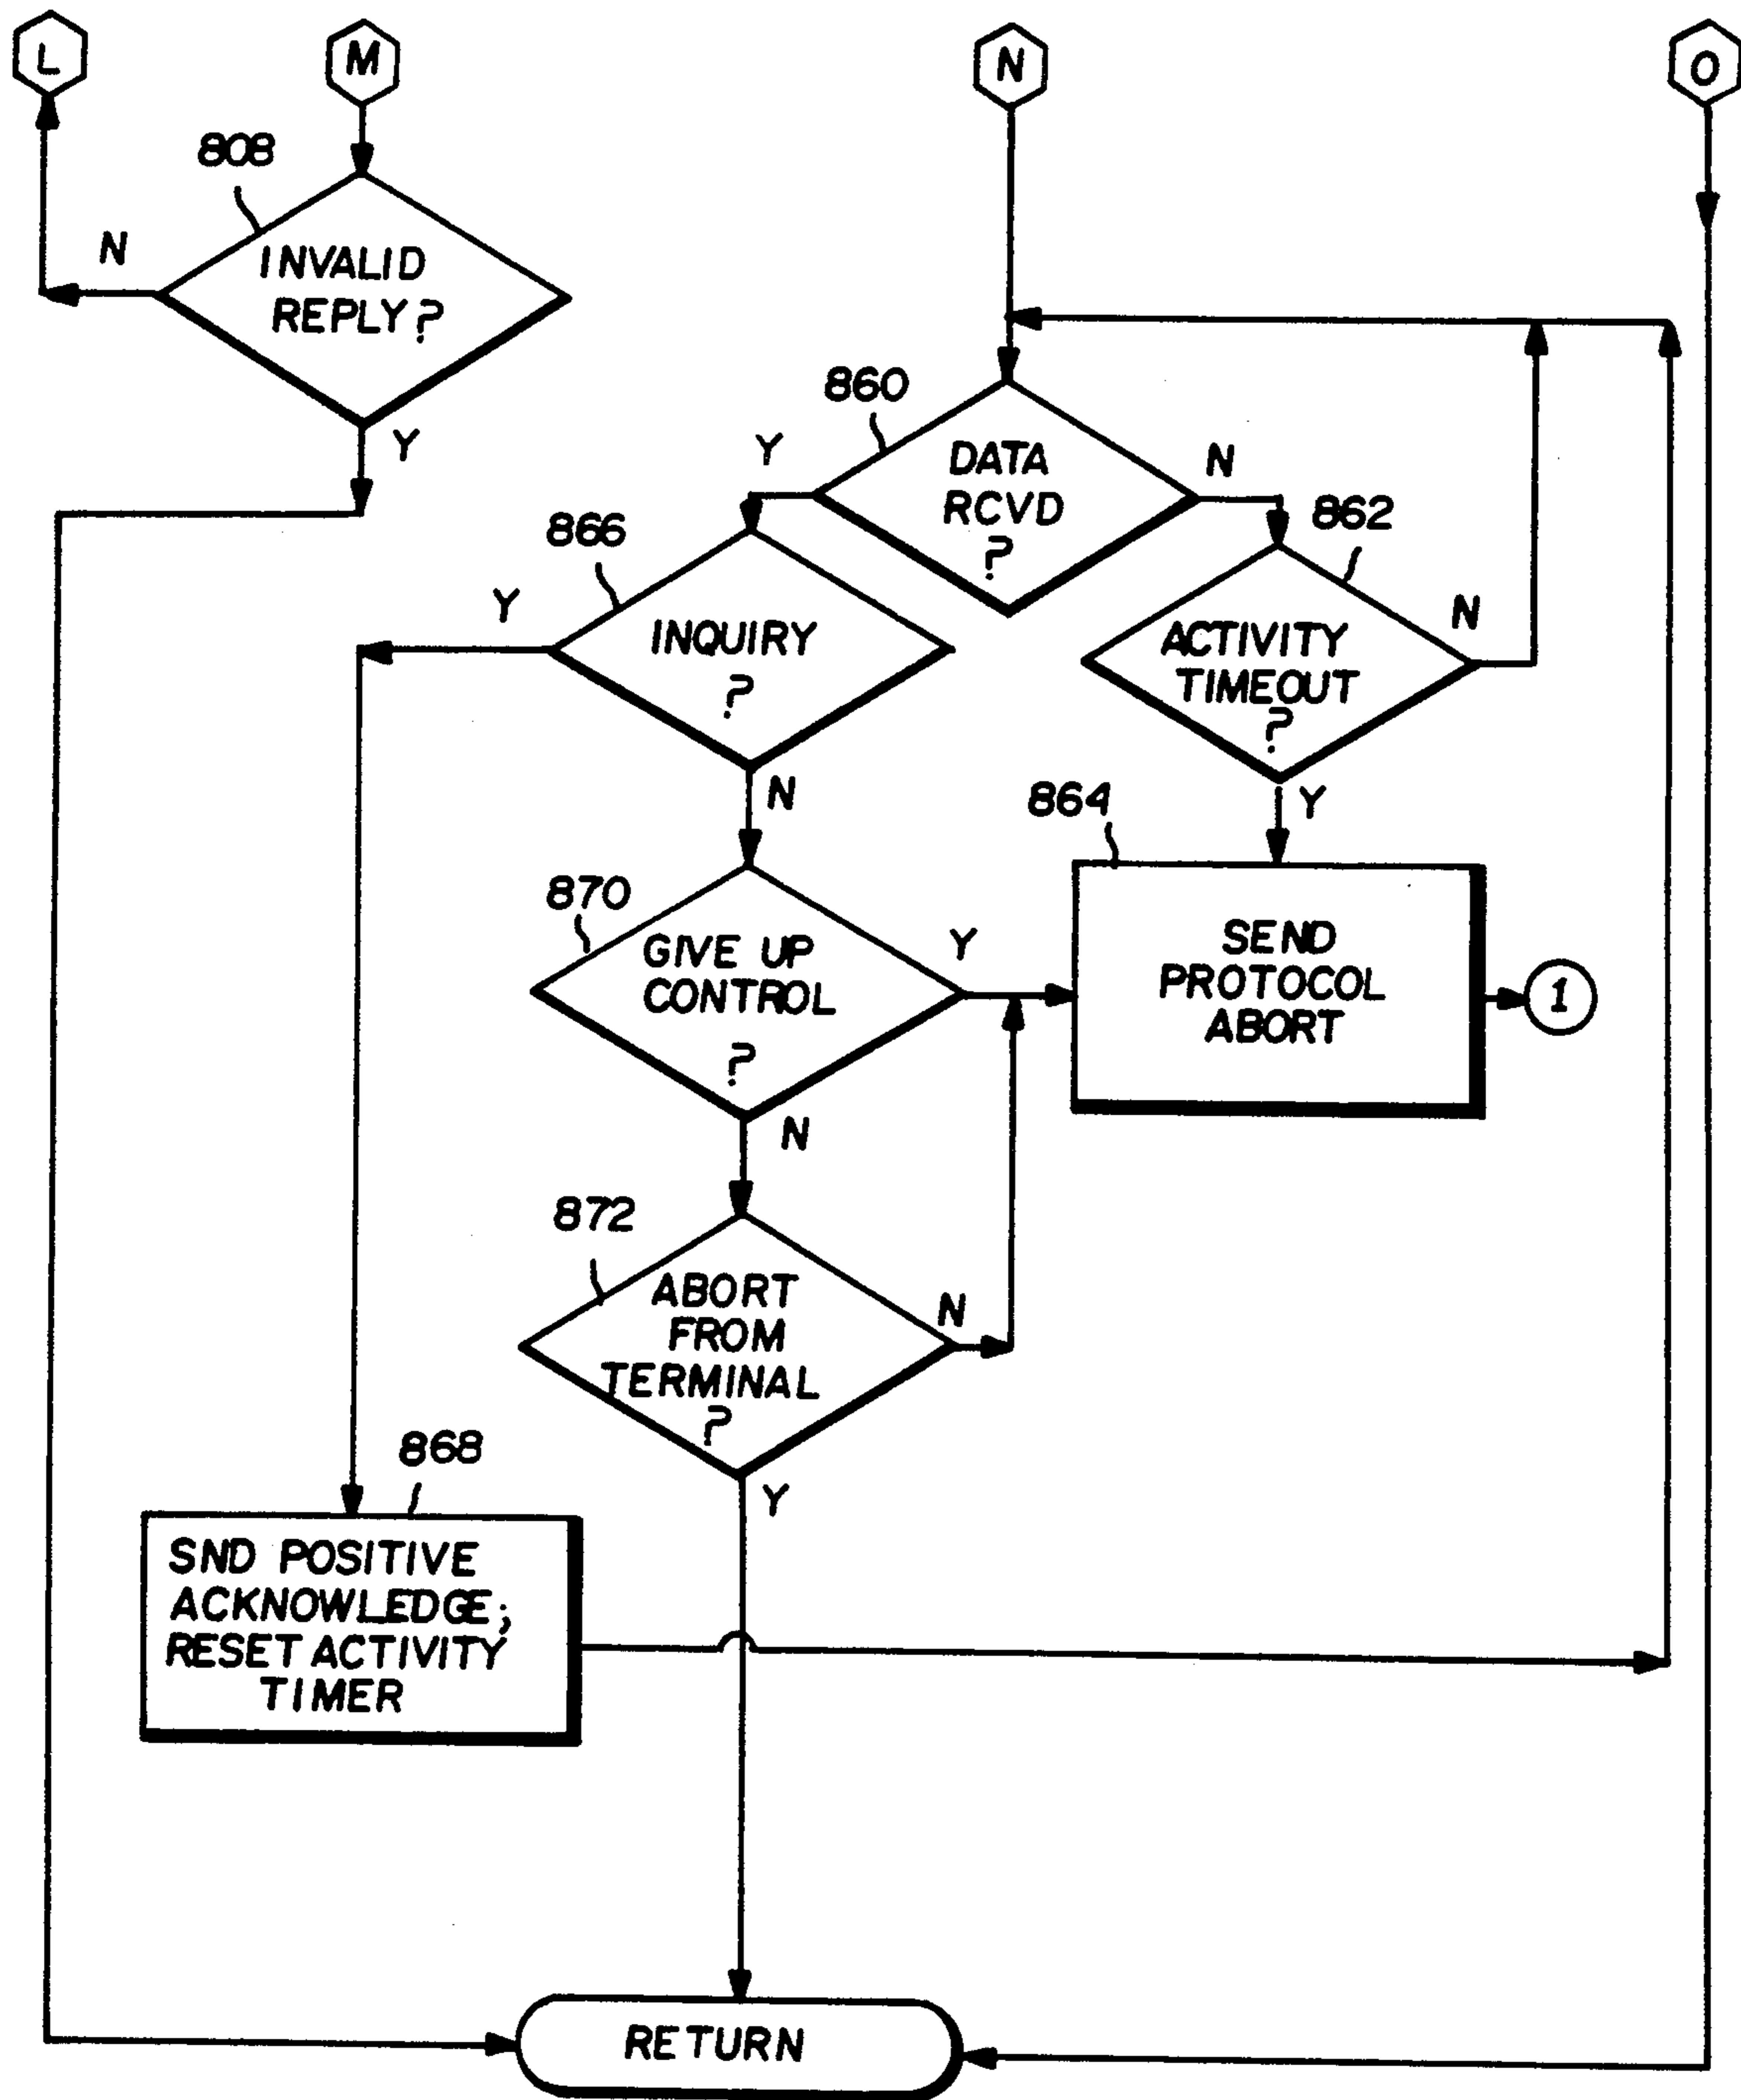 L
M
N
O
808
INVALID
REPLY?
N
Y
860
DATA
RCVD
?
Y
N
862
ACTIVITY
TIMEOUT
?
N
Y
866
INQUIRY
?
Y
N
864
SEND
PROTOCOL
ABORT
1
870
GIVE UP
CONTROL
?
Y
N
872
ABORT
FROM
TERMINAL
?
N
Y
868
SND POSITIVE
ACKNOWLEDGE;
RESET ACTIVITY
TIMER
RETURN